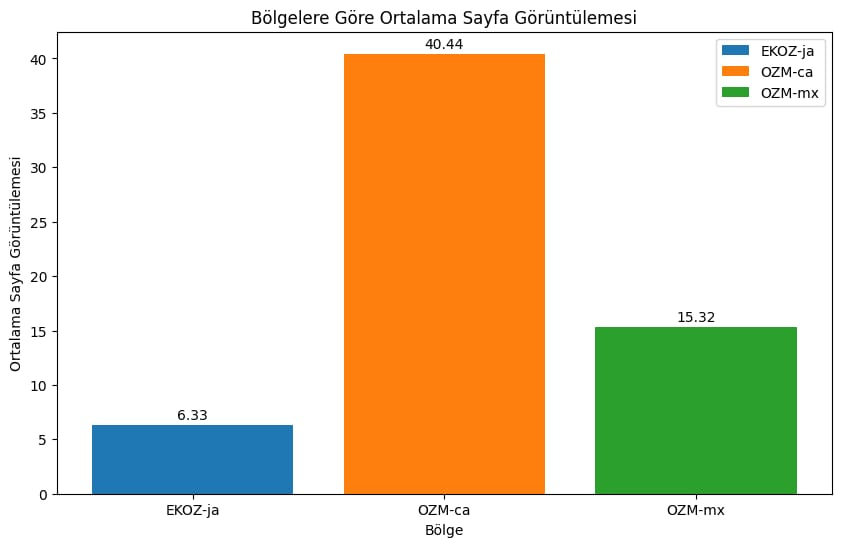 Bölgelere Göre Ortalama Sayfa Görüntülemesi
EKOZ-ja
OZM-ca
OZM-mx
Ortalama Sayfa Görüntülemesi
40
35
30
25
20
15
10
5
0
6.33
40.44
15.32
EKOZ-ja
OZM-ca
OZM-mx
Bölge